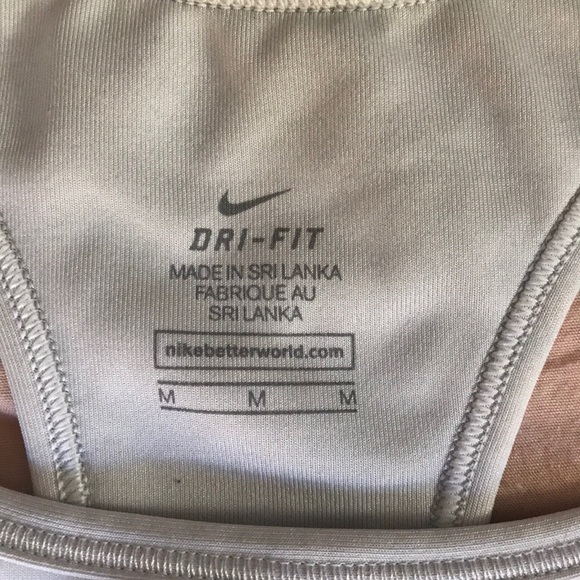 DRI-FIT
MADE IN SRI LANKA
FABRIQUE AU
SRI LANKA
nikebetterworld.com
M M M